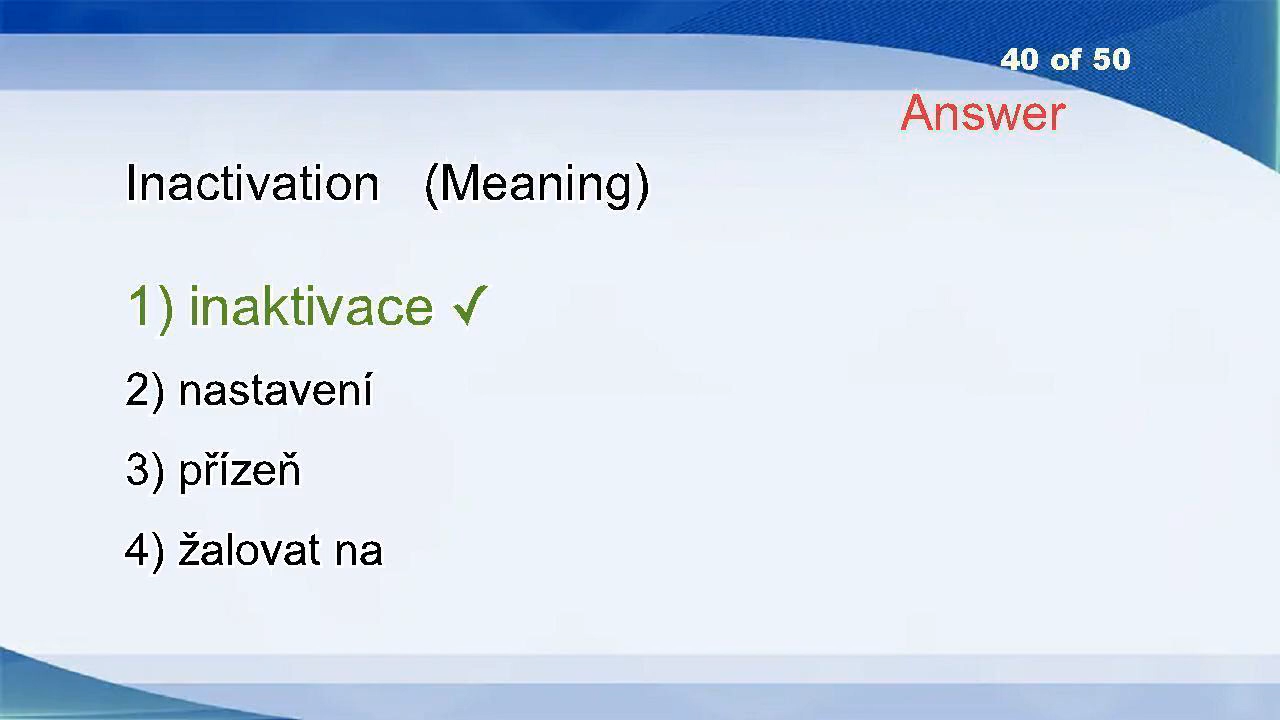 40 of 50
Answer
Inactivation (Meaning)
1) inaktivace ✓
2) nastavení
3) přízeň
4) žalovat na